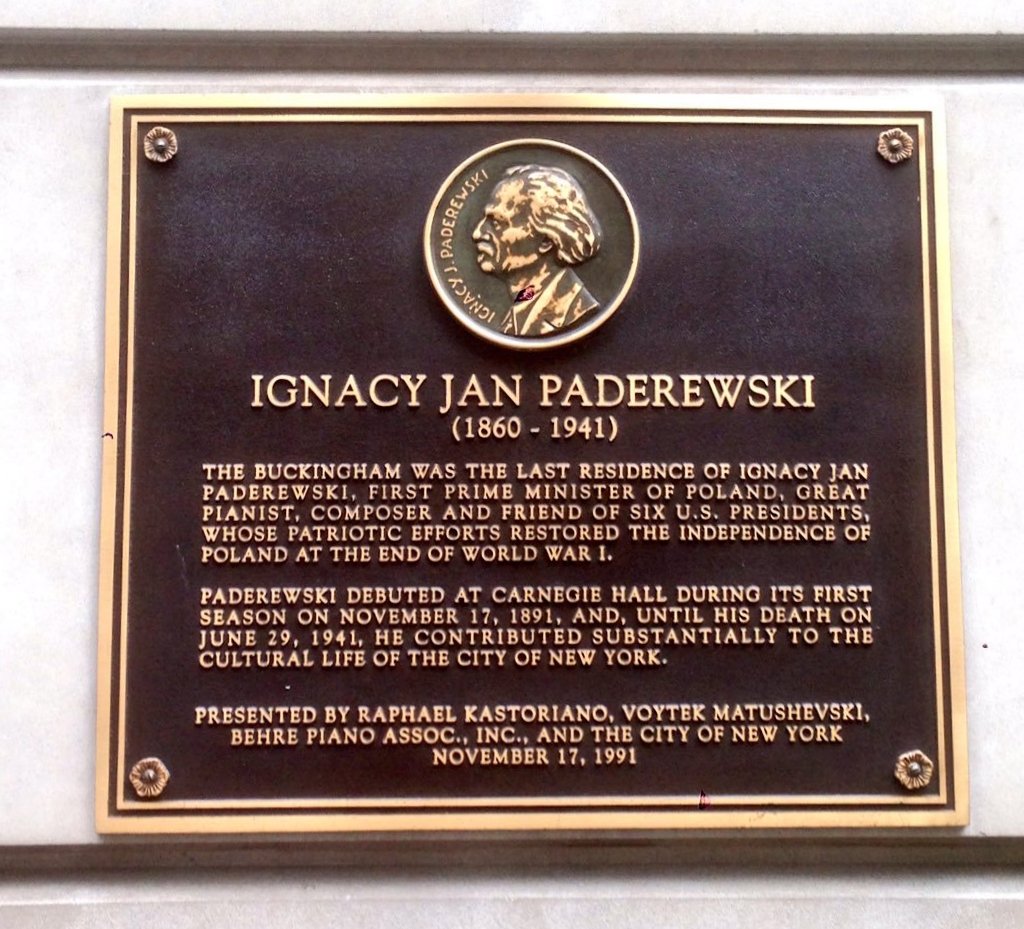 IGNACY J. PADEREWSKI
IGNACY JAN PADEREWSKI
(1860 - 1941)
THE BUCKINGHAM WAS THE LAST RESIDENCE OF IGNACY JAN
PADEREWSKI, FIRST PRIME MINISTER OF POLAND, GREAT
PIANIST, COMPOSER AND FRIEND OF SIX U.S. PRESIDENTS,
WHOSE PATRIOTIC EFFORTS RESTORED THE INDEPENDENCE OF
POLAND AT THE END OF WORLD WAR I.
PADEREWSKI DEBUTED AT CARNEGIE HALL DURING ITS FIRST
SEASON ON NOVEMBER 17, 1891, AND, UNTIL HIS DEATH ON
JUNE 29, 1941, HE CONTRIBUTED SUBSTANTIALLY TO THE
CULTURAL LIFE OF THE CITY OF NEW YORK.
PRESENTED BY RAPHAEL KASTORIANO, VOYTEK MATUSHEVSKI,
BEHRE PIANO ASSOC., INC., AND THE CITY OF NEW YORK
NOVEMBER 17, 1991